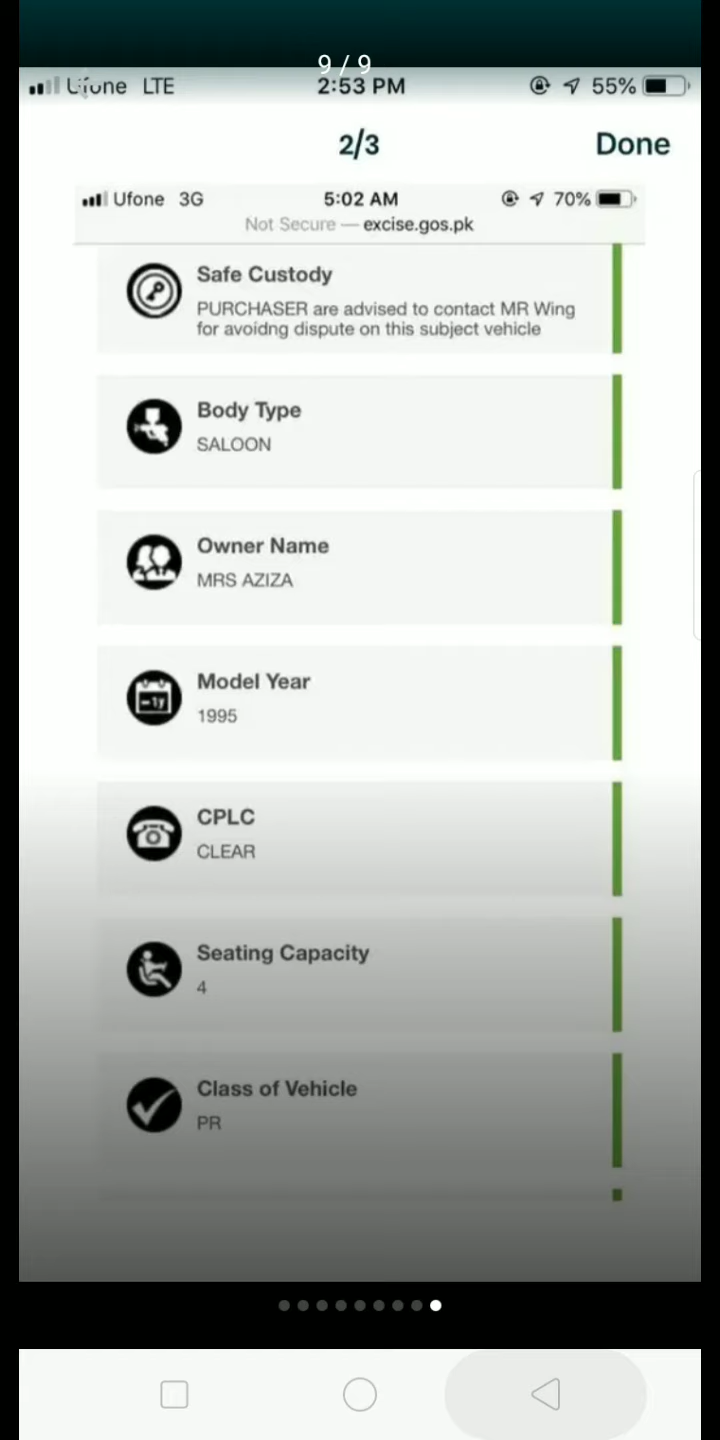 9 / 9
Ufone LTE 2:53 PM 55%
2/3 Done
Ufone 3G 5:02 AM 70%
Not Secure — excise.gos.pk
Safe Custody
PURCHASER are advised to contact MR Wing
for avoidng dispute on this subject vehicle
Body Type
SALOON
Owner Name
MRS AZIZA
Model Year
1995
CPLC
CLEAR
Seating Capacity
4
Class of Vehicle
PR